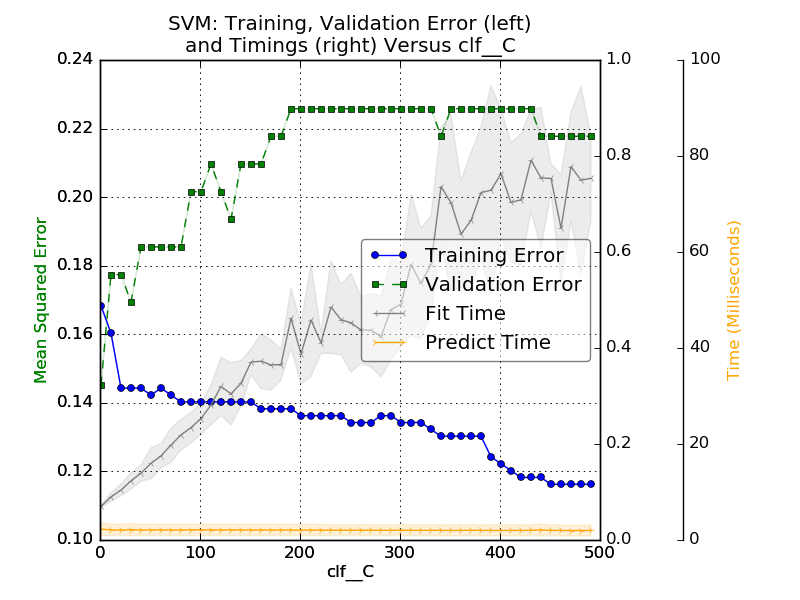 SVM: Training, Validation Error (left)
and Timings (right) Versus clf__C
Mean Squared Error
0.24
0.22
0.20
0.18
0.16
0.14
0.12
0.10
0
100
200
300
400
500
clf__C
Training Error
Validation Error
Fit Time
Predict Time
1.0
0.8
0.6
0.4
0.2
0.0
100
80
60
40
20
0
Time (Milliseconds)